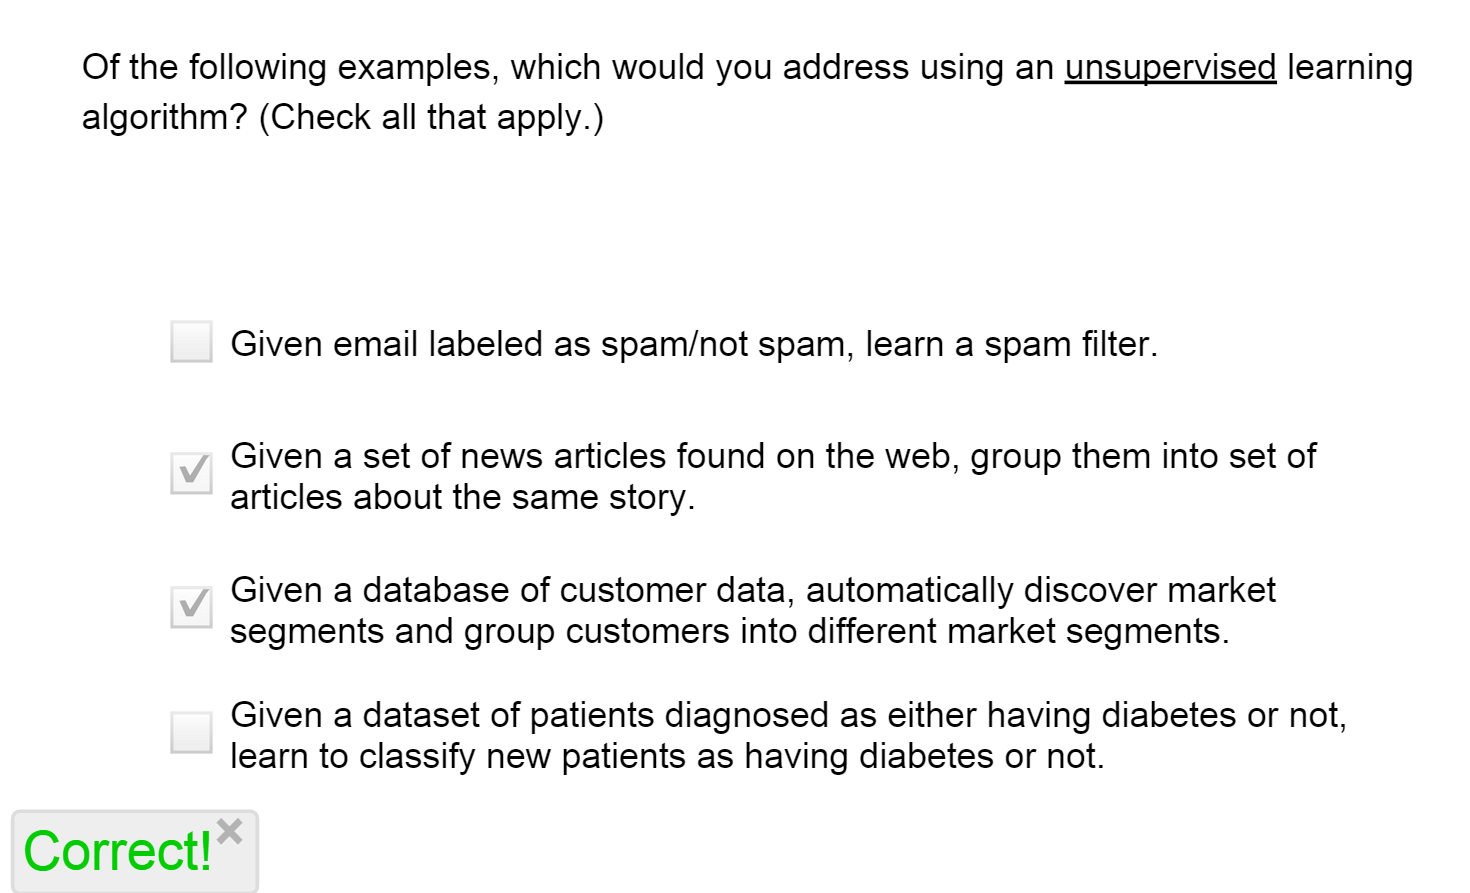 Of the following examples, which would you address using an unsupervised learning
algorithm? (Check all that apply.)
Given email labeled as spam/not spam, learn a spam filter.
Given a set of news articles found on the web, group them into set of
articles about the same story.
Given a database of customer data, automatically discover market
segments and group customers into different market segments.
Given a dataset of patients diagnosed as either having diabetes or not,
learn to classify new patients as having diabetes or not.
Correct!